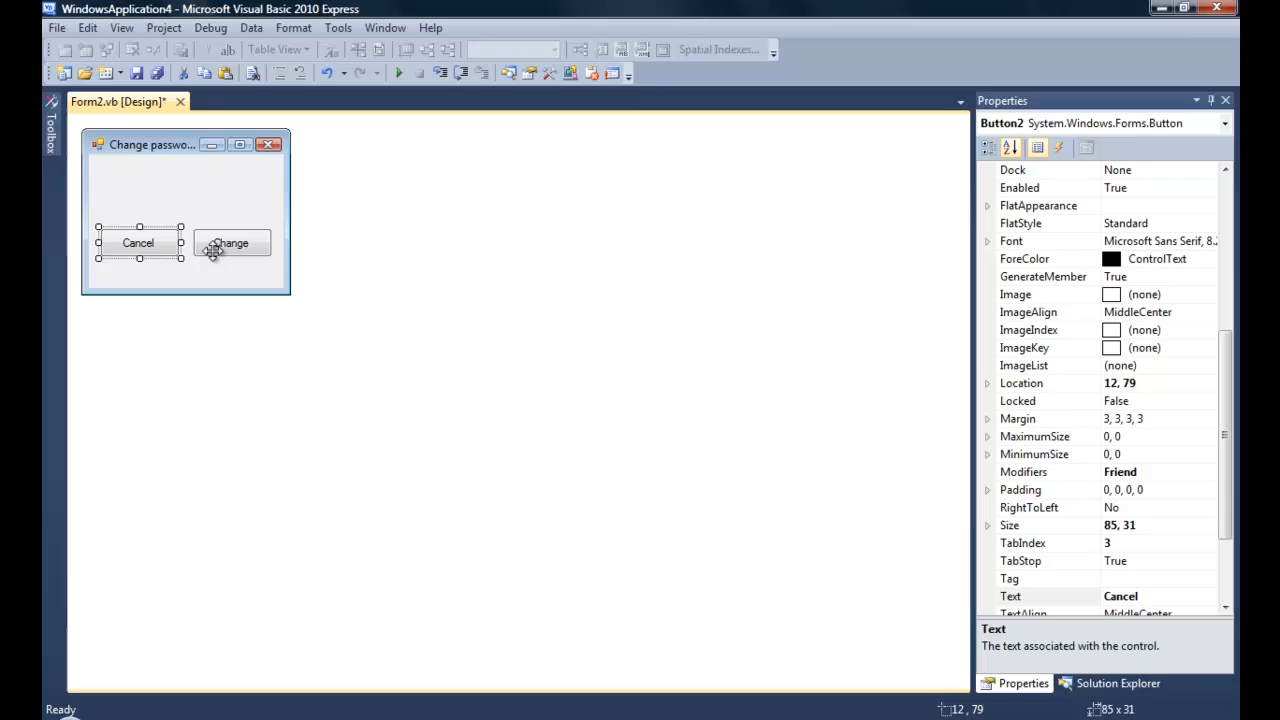 WindowsApplication4 - Microsoft Visual Basic 2010 Express
File Edit View Project Debug Data Format Tools Window Help
ab Table View Spatial Indexes...
Form2.vb [Design]*
Toolbox
Change passwo...
Cancel Change
Properties
Button2 System.Windows.Forms.Button
Dock None
Enabled True
FlatAppearance
FlatStyle Standard
Font Microsoft Sans Serif, 8.2
ForeColor ControlText
GenerateMember True
Image (none)
ImageAlign MiddleCenter
ImageIndex (none)
ImageKey (none)
ImageList (none)
Location 12, 79
Locked False
Margin 3, 3, 3, 3
MaximumSize 0, 0
MinimumSize 0, 0
Modifiers Friend
Padding 0, 0, 0, 0
RightToLeft No
Size 85, 31
TabIndex 3
TabStop True
Tag
Text Cancel
TextAlign MiddleCenter
Text
The text associated with the control.
Properties Solution Explorer
Ready 12 , 79 85 x 31